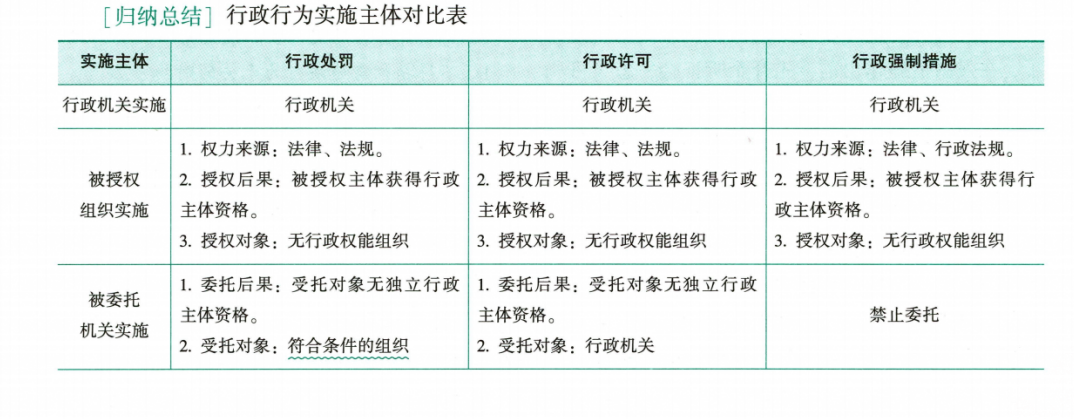 [归纳总结] 行政行为实施主体对比表
实施主体 行政处罚 行政许可 行政强制措施
行政机关实施 行政机关 行政机关 行政机关
被授权
组织实施
1. 权力来源：法律、法规。
2. 授权后果：被授权主体获得行政
主体资格。
3. 授权对象：无行政权能组织
1. 权力来源：法律、法规。
2. 授权后果：被授权主体获得行政
主体资格。
3. 授权对象：无行政权能组织
1. 权力来源：法律、行政法规。
2. 授权后果：被授权主体获得行
政主体资格。
3. 授权对象：无行政权能组织
被委托
机关实施
1. 委托后果：受托对象无独立行政
主体资格。
2. 受托对象：符合条件的组织
1. 委托后果：受托对象无独立行政
主体资格。
2. 受托对象：行政机关
禁止委托